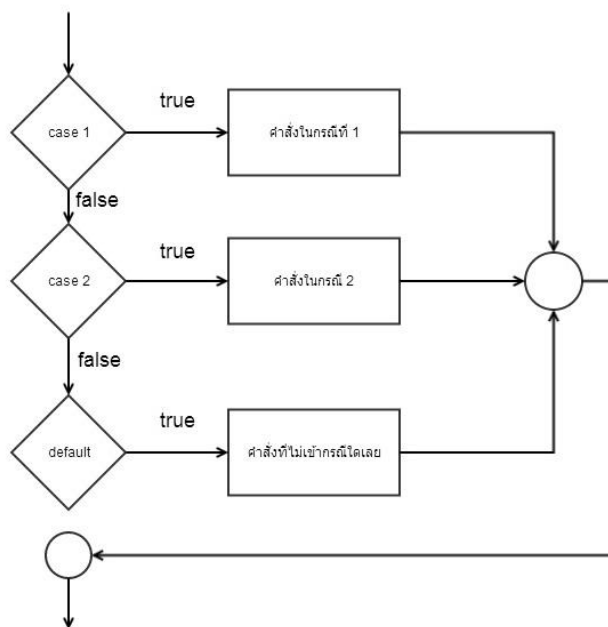 true
case 1
คำสั่งในกรณีที่ 1
false
true
case 2
คำสั่งในกรณี 2
false
true
default
คำสั่งที่ไม่เข้ากรณีใดเลย